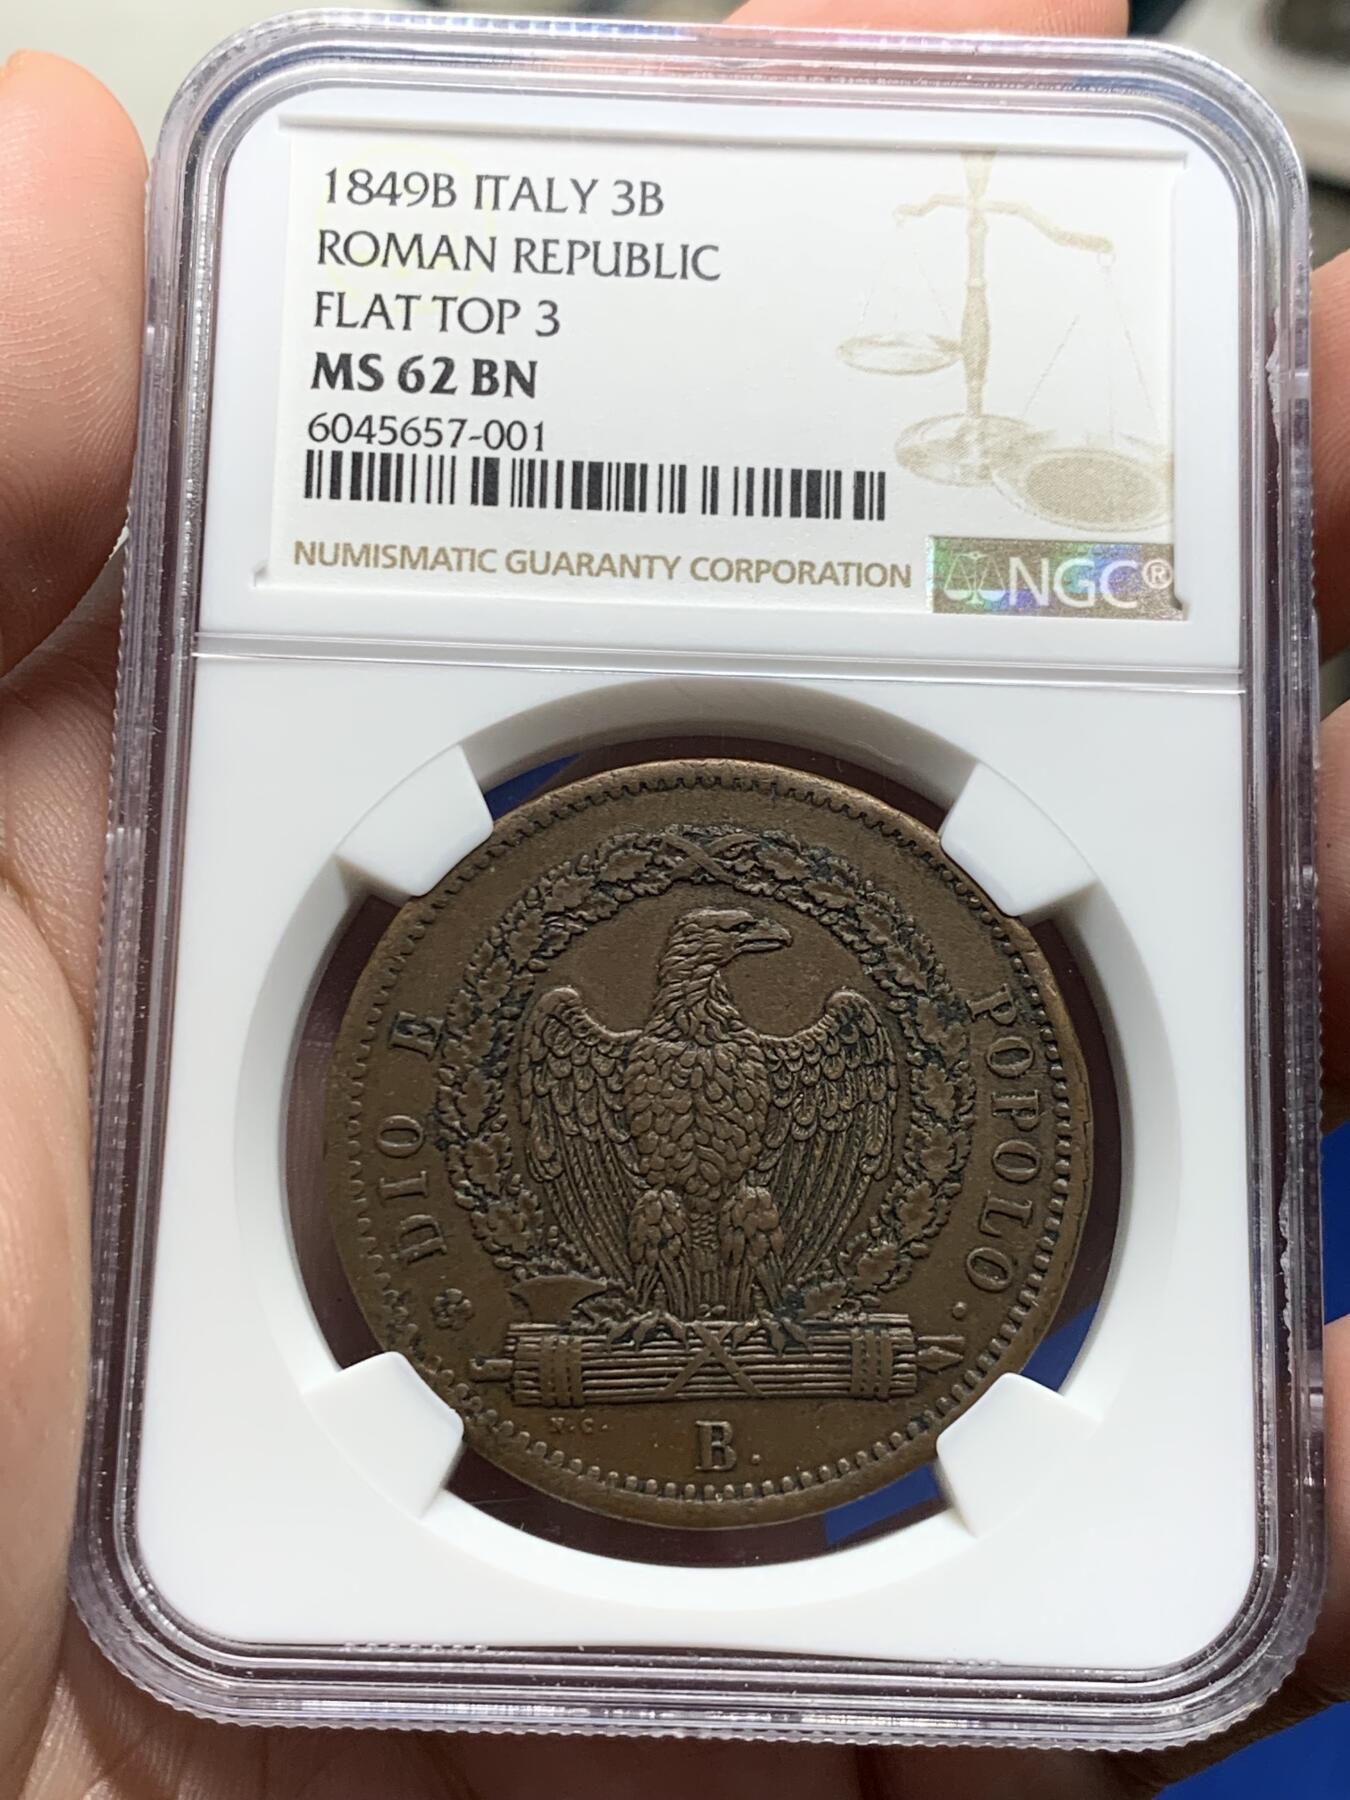 1849B ITALY 3B
ROMAN REPUBLIC
FLAT TOP 3
MS 62 BN
6045657-001
NUMISMATIC GUARANTY CORPORATION
NGC®
DIO E POPOLO.
N.C.
B.